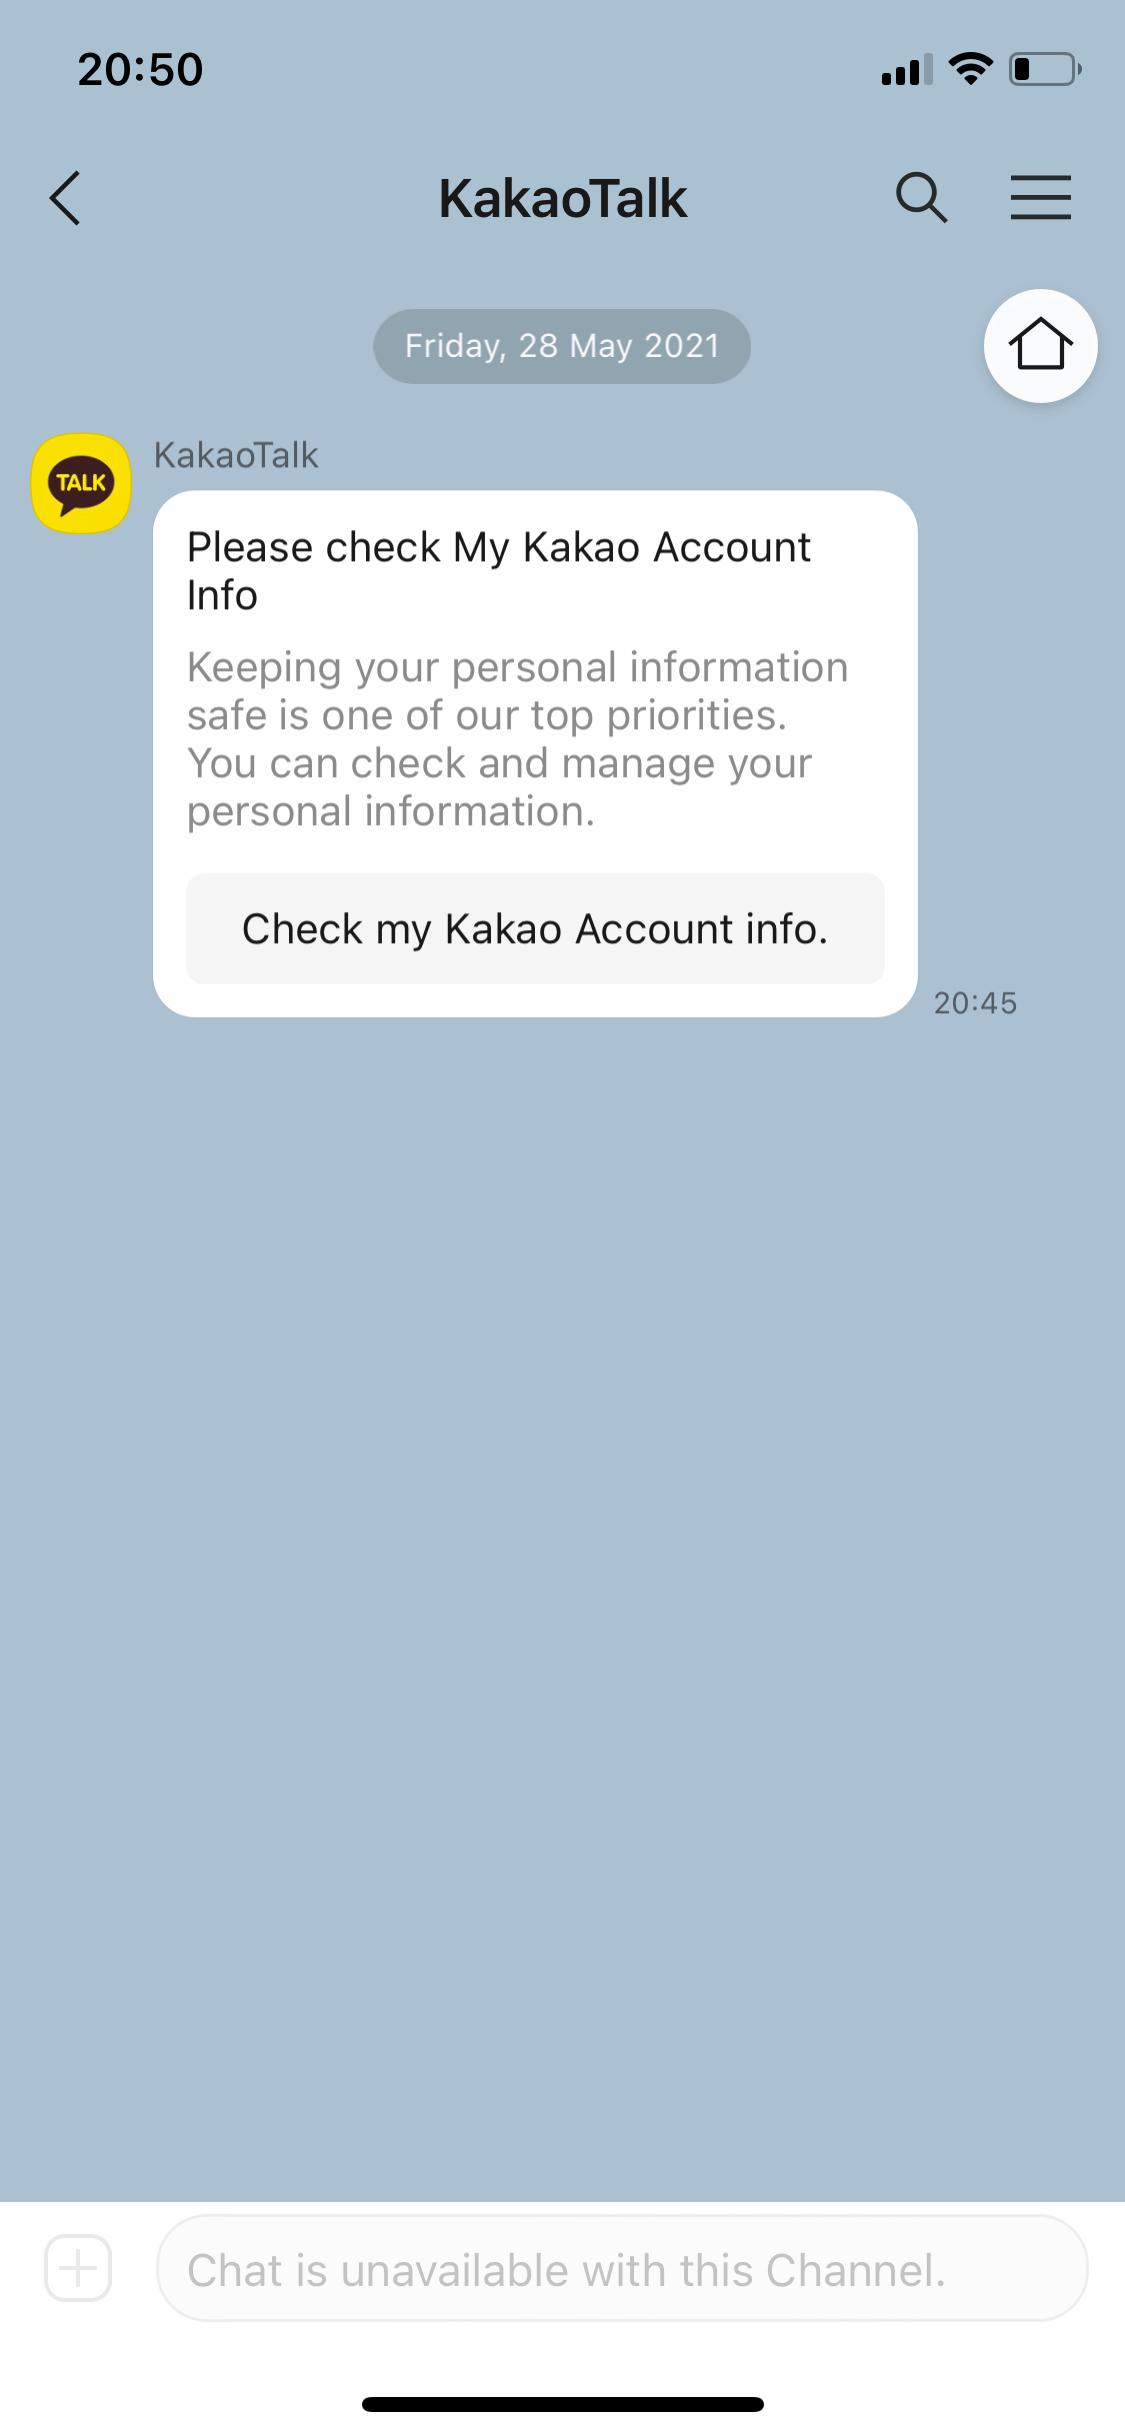 20:50
KakaoTalk
Friday, 28 May 2021
TALK
KakaoTalk
Please check My Kakao Account
Info
Keeping your personal information
safe is one of our top priorities.
You can check and manage your
personal information.
Check my Kakao Account info.
20:45
Chat is unavailable with this Channel.